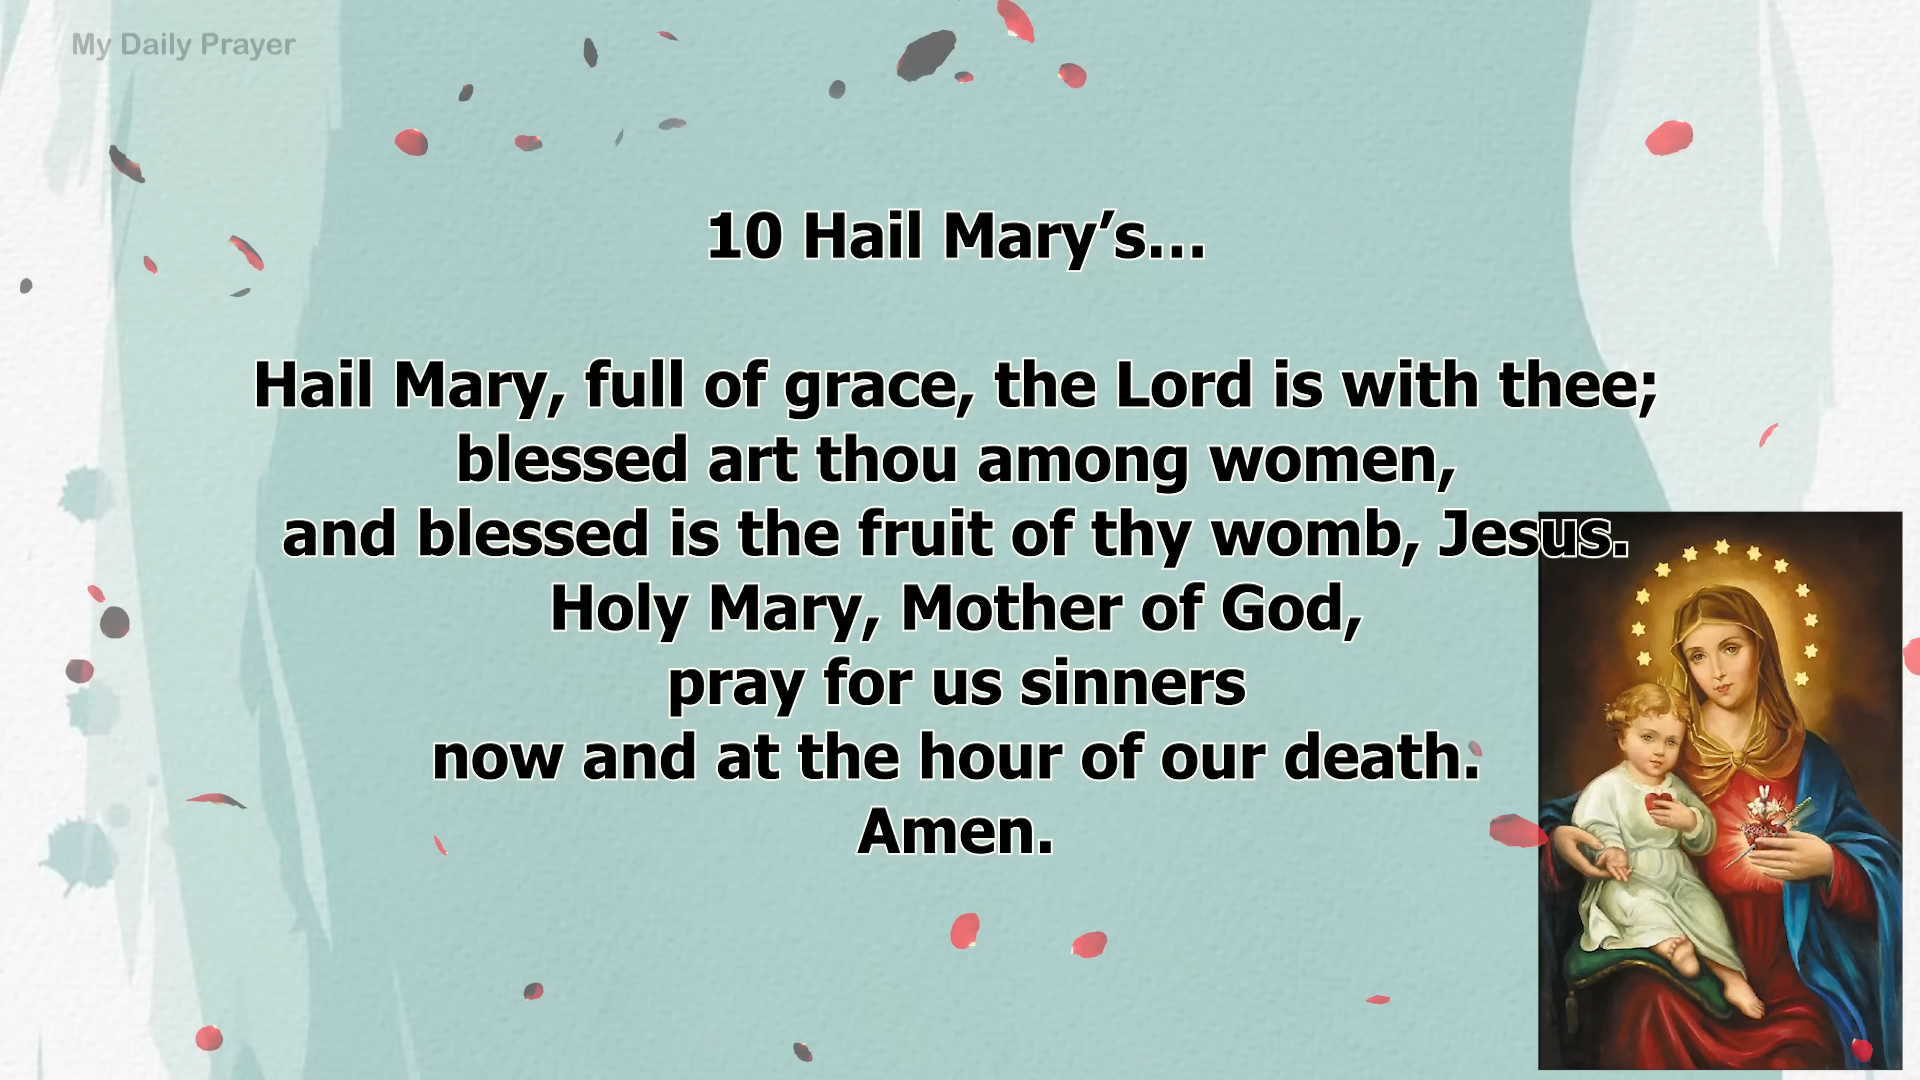 My Daily Prayer
10 Hail Mary’s...
Hail Mary, full of grace, the Lord is with thee;
blessed art thou among women,
and blessed is the fruit of thy womb, Jesus.
Holy Mary, Mother of God,
pray for us sinners
now and at the hour of our death.
Amen.